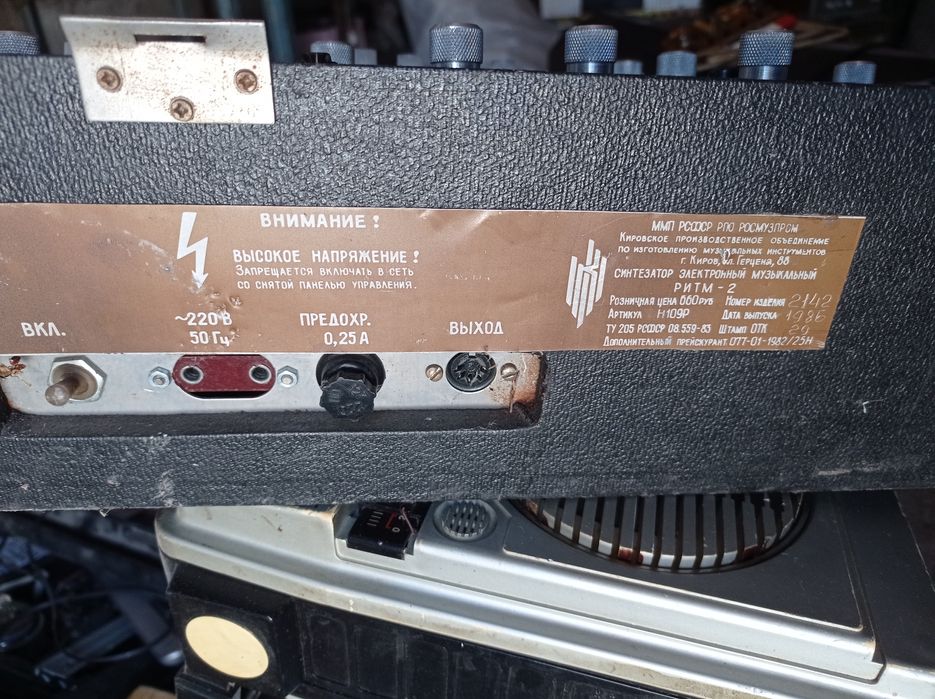 ВНИМАНИЕ!
ВЫСОКОЕ НАПРЯЖЕНИЕ!
ЗАПРЕЩАЕТСЯ ВКЛЮЧАТЬ В СЕТЬ
СО СНЯТОЙ ПАНЕЛЬЮ УПРАВЛЕНИЯ.
ВКЛ.
~220 В
50 Гц
ПРЕДОХР.
0,25 А
ВЫХОД
ММП РСФСР РПО РОСМУЗПРОМ
КИРОВСКОЕ ПРОИЗВОДСТВЕННОЕ ОБЪЕДИНЕНИЕ
ПО ИЗГОТОВЛЕНИЮ МУЗЫКАЛЬНЫХ ИНСТРУМЕНТОВ
г. КИРОВ, УЛ. ГЕРЦЕНА, 88
СИНТЕЗАТОР ЭЛЕКТРОННЫЙ МУЗЫКАЛЬНЫЙ
РИТМ-2
РОЗНИЧНАЯ ЦЕНА 660 РУБ НОМЕР ИЗДЕЛИЯ 2142
АРТИКУЛ Н109Р ДАТА ВЫПУСКА 1986
ТУ 205 РСФСР 08.559-83 ШТАМП ОТК 26
ДОПОЛНИТЕЛЬНЫЙ ПРЕЙСКУРАНТ 077-01-1982/25Н
0